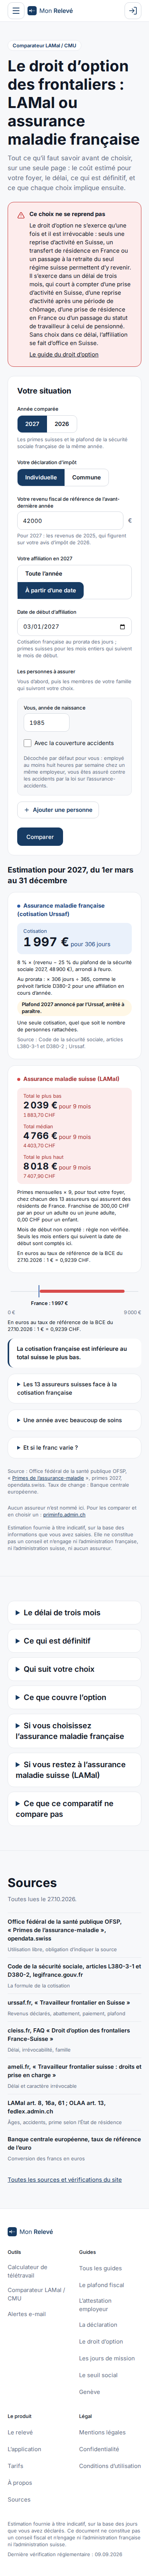 Mon Relevé
Comparateur LAMal / CMU
Le droit d’option
des frontaliers :
LAMal ou
assurance
maladie française
Tout ce qu’il faut savoir avant de choisir,
sur une seule page : le coût estimé pour
votre foyer, le délai, ce qui est définitif, et
ce que chaque choix implique ensuite.
Ce choix ne se reprend pas
Le droit d’option ne s’exerce qu’une
fois et il est irrévocable : seuls une
reprise d’activité en Suisse, un
transfert de résidence en France ou
un passage à la retraite du seul
régime suisse permettent d’y revenir.
Il s’exerce dans un délai de trois
mois, qui court à compter d’une prise
d’activité en Suisse, d’une reprise
d’activité après une période de
chômage, d’une prise de résidence
en France ou d’un passage du statut
de travailleur à celui de pensionné.
Sans choix dans ce délai, l’affiliation
se fait d’office en Suisse.
Le guide du droit d’option
Votre situation
Année comparée
2027 2026
Les primes suisses et le plafond de la sécurité
sociale française de la même année.
Votre déclaration d’impôt
Individuelle Commune
Votre revenu fiscal de référence de l’avant-
dernière année
42000 €
Pour 2027 : les revenus de 2025, qui figurent
sur votre avis d’impôt de 2026.
Votre affiliation en 2027
Toute l’année
À partir d’une date
Date du début d’affiliation
03/01/2027
Cotisation française au prorata des jours ;
primes suisses pour les mois entiers qui suivent
le mois de début.
Les personnes à assurer
Vous d’abord, puis les membres de votre famille
qui suivront votre choix.
Vous, année de naissance
1985
Avec la couverture accidents
Décochée par défaut pour vous : employé
au moins huit heures par semaine chez un
même employeur, vous êtes assuré contre
les accidents de la loi sur l’assurance-
accidents.
+ Ajouter une personne
Comparer
Estimation pour 2027, du 1er mars
au 31 décembre
Assurance maladie française
(cotisation Urssaf)
Cotisation
1 997 € pour 306 jours
8 % × (revenu − 25 % du plafond de la sécurité
sociale 2027, 48 900 €), arrondi à l’euro.
Au prorata : × 306 jours ÷ 365, comme le
prévoit l’article D380-2 pour une affiliation en
cours d’année.
Plafond 2027 annoncé par l’Urssaf, arrêté à
paraître.
Une seule cotisation, quel que soit le nombre
de personnes rattachées.
Source : Code de la sécurité sociale, articles
L380-3-1 et D380-2 ; Urssaf
Assurance maladie suisse (LAMal)
Total le plus bas
2 039 € pour 9 mois
1 883,70 CHF
Total médian
4 766 € pour 9 mois
4 403,70 CHF
Total le plus haut
8 018 € pour 9 mois
7 407,90 CHF
Primes mensuelles × 9, pour tout votre foyer,
chez chacun des 13 assureurs qui assurent des
résidents de France. Franchise de 300,00 CHF
par an pour un adulte ou un jeune adulte,
0,00 CHF pour un enfant.
Mois de début non compté : règle non vérifiée.
Seuls les mois entiers qui suivent la date de
début sont comptés ici.
En euros au taux de référence de la BCE du
27.10.2026 : 1 € = 0,9239 CHF.
France : 1 997 €
0 € 9 000 €
En euros au taux de référence de la BCE du
27.10.2026 : 1 € = 0,9239 CHF.
La cotisation française est inférieure au
total suisse le plus bas.
Les 13 assureurs suisses face à la
cotisation française
Une année avec beaucoup de soins
Et si le franc varie ?
Source : Office fédéral de la santé publique OFSP,
« Primes de l’assurance-maladie », primes 2027,
opendata.swiss. Taux de change : Banque centrale
européenne.
Aucun assureur n’est nommé ici. Pour les comparer et
en choisir un : priminfo.admin.ch
Estimation fournie à titre indicatif, sur la base des
informations que vous avez saisies. Elle ne constitue
pas un conseil et n’engage ni l’administration française,
ni l’administration suisse, ni aucun assureur.
Le délai de trois mois
Ce qui est définitif
Qui suit votre choix
Ce que couvre l’option
Si vous choisissez
l’assurance maladie française
Si vous restez à l’assurance
maladie suisse (LAMal)
Ce que ce comparatif ne
compare pas
Sources
Toutes lues le 27.10.2026.
Office fédéral de la santé publique OFSP,
« Primes de l’assurance-maladie »,
opendata.swiss
Utilisation libre, obligation d’indiquer la source
Code de la sécurité sociale, articles L380-3-1 et
D380-2, legifrance.gouv.fr
La formule de la cotisation
urssaf.fr, « Travailleur frontalier en Suisse »
Revenus déclarés, abattement, paiement, plafond
cleiss.fr, FAQ « Droit d’option des frontaliers
France-Suisse »
Délai, irrévocabilité, famille
ameli.fr, « Travailleur frontalier suisse : droits et
prise en charge »
Délai et caractère irrévocable
LAMal art. 8, 16a, 61 ; OLAA art. 13,
fedlex.admin.ch
Âges, accidents, prime selon l’État de résidence
Banque centrale européenne, taux de référence
de l’euro
Conversion des francs en euros
Toutes les sources et vérifications du site
Mon Relevé
Outils
Calculateur de
télétravail
Comparateur LAMal /
CMU
Alertes e-mail
Guides
Tous les guides
Le plafond fiscal
L’attestation
employeur
La déclaration
Le droit d’option
Les jours de mission
Le seuil social
Genève
Le produit
Le relevé
L’application
Tarifs
À propos
Sources
Légal
Mentions légales
Confidentialité
Conditions d’utilisation
Estimation fournie à titre indicatif, sur la base des jours
que vous avez déclarés. Ce document ne constitue pas
un conseil fiscal et n’engage ni l’administration française
ni l’administration suisse.
Dernière vérification réglementaire : 09.09.2026